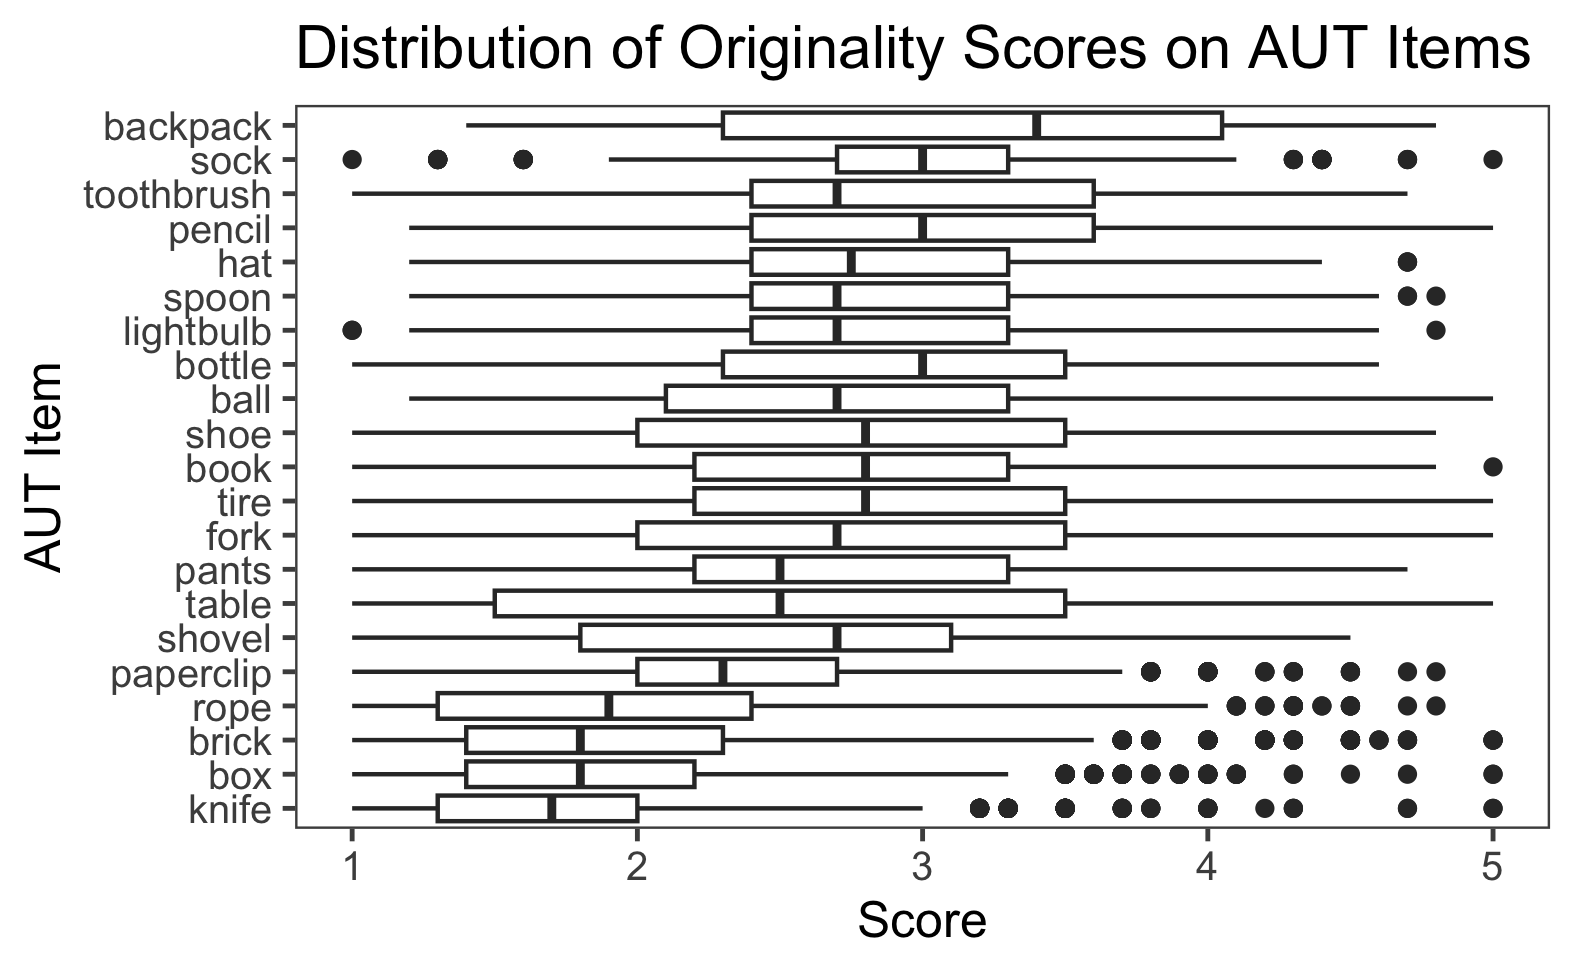 Distribution of Originality Scores on AUT Items
AUT Item
backpack
sock
toothbrush
pencil
hat
spoon
lightbulb
bottle
ball
shoe
book
tire
fork
pants
table
shovel
paperclip
rope
brick
box
knife
1 2 3 4 5
Score